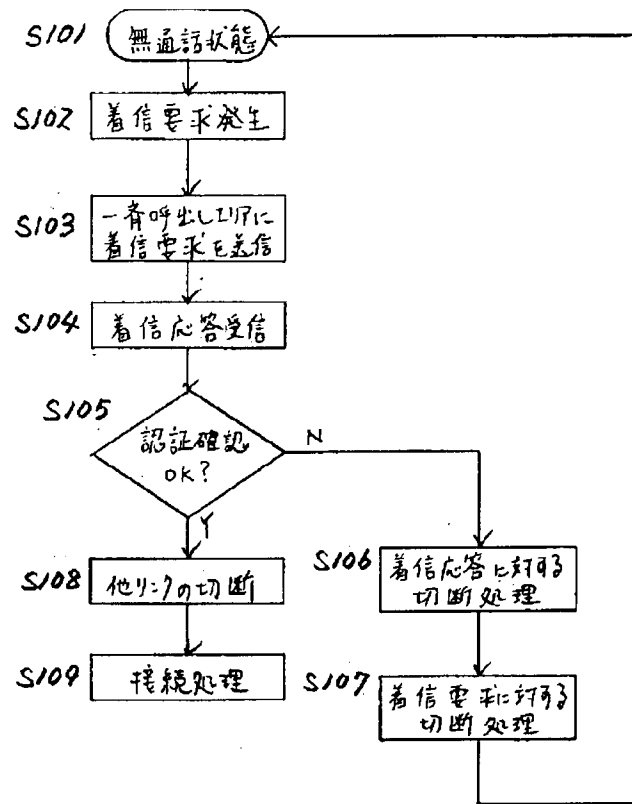 S101
無通話状態
S102
着信要求発生
S103
一斉呼出しエリアに
着信要求を送信
S104
着信応答受信
S105
認証確認
OK?
N
Y
S106
着信応答に対する
切断処理
S108
他リンクの切断
S109
接続処理
S107
着信要求に対する
切断処理